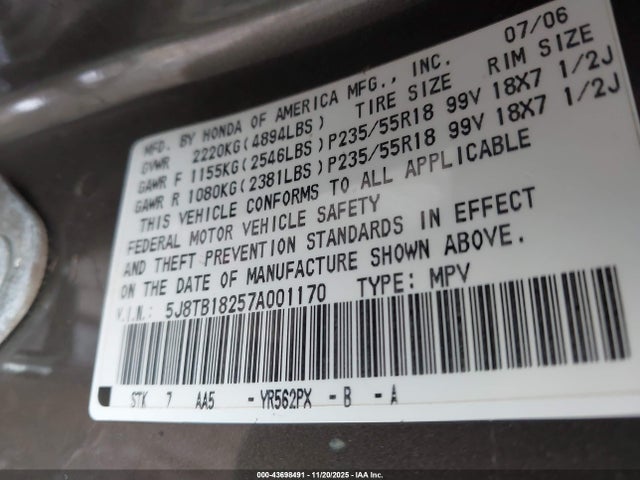 MFD. BY HONDA OF AMERICA MFG., INC. 07/06
GVWR 2220KG(4894LBS) TIRE SIZE RIM SIZE
GAWR F 1155KG(2546LBS)P235/55R18 99V 18X7 1/2J
GAWR R 1080KG(2381LBS)P235/55R18 99V 18X7 1/2J
THIS VEHICLE CONFORMS TO ALL APPLICABLE
FEDERAL MOTOR VEHICLE SAFETY
AND THEFT PREVENTION STANDARDS IN EFFECT
ON THE DATE OF MANUFACTURE SHOWN ABOVE.
V.I.N.: 5J8TB18257A001170 TYPE: MPV
STK 7 AA5 -YR562PX -B -A
000-43698491 - 11/20/2025 - IAA Inc.